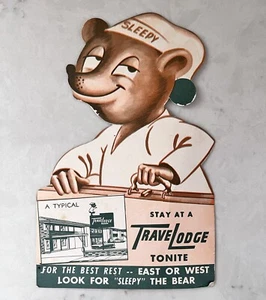 SLEEPY
A TYPICAL
TRAVELODGE
STAY AT A
TRAVELODGE
TONITE
FOR THE BEST REST -- EAST OR WEST
LOOK FOR "SLEEPY" THE BEAR